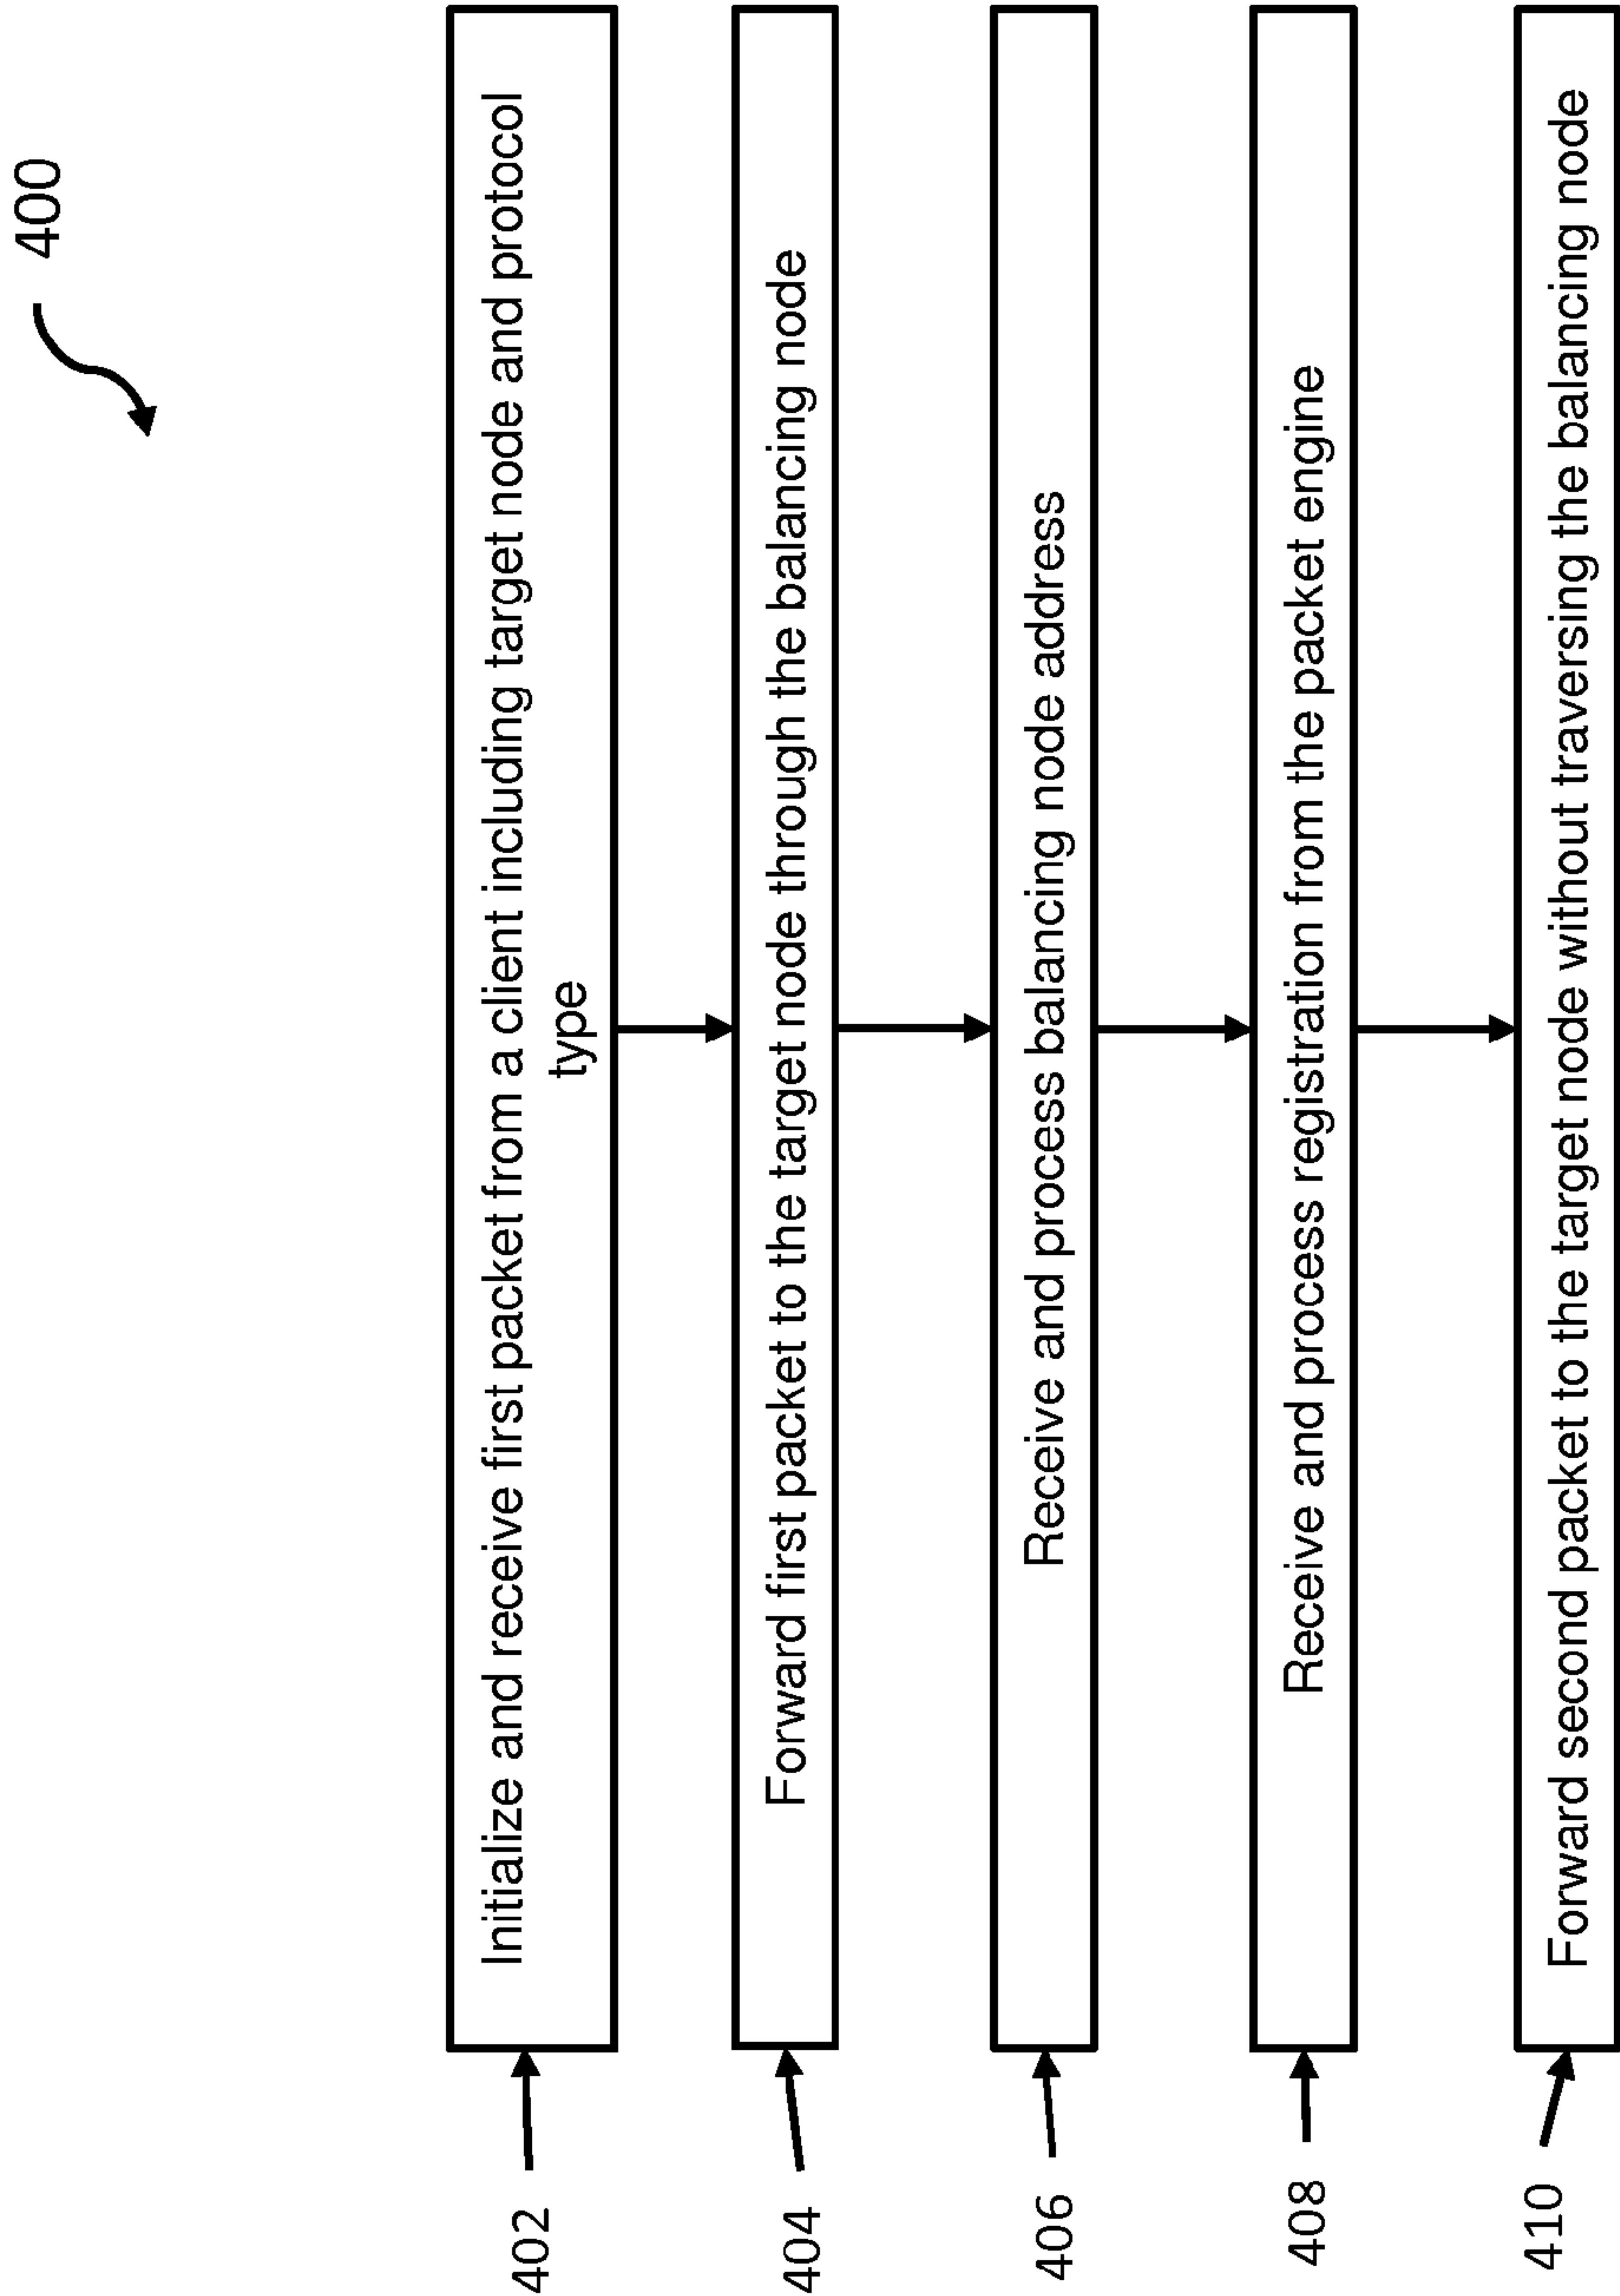 400
402
Initialize and receive first packet from a client including target node and protocol
type
404
Forward first packet to the target node through the balancing node
406
Receive and process balancing node address
408
Receive and process registration from the packet engine
410
Forward second packet to the target node without traversing the balancing node